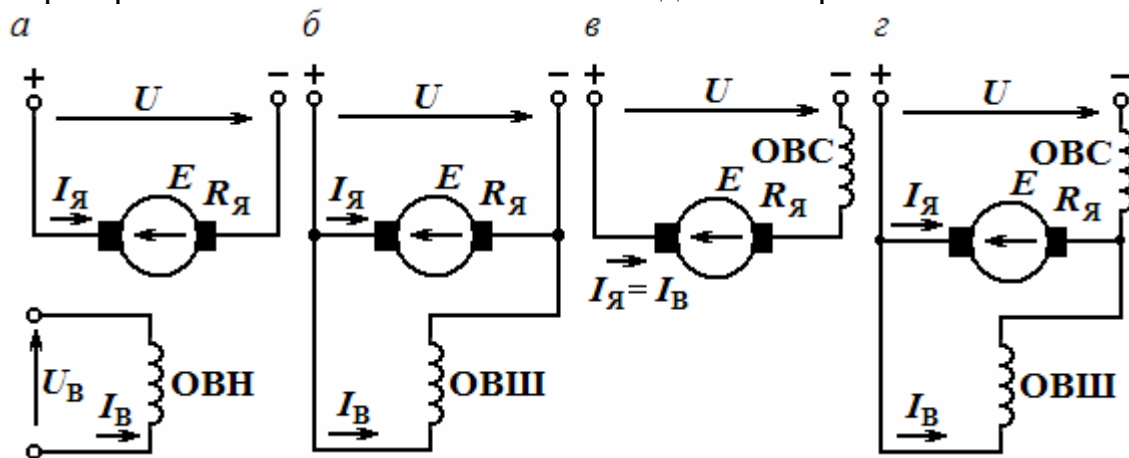 а б в г
+ − + − + − + −
U U U U
ОВС ОВС
Iя E Rя Iя E Rя E Rя Iя E Rя
Iя = Iв
Uв ОВН ОВШ ОВШ
Iв Iв Iв